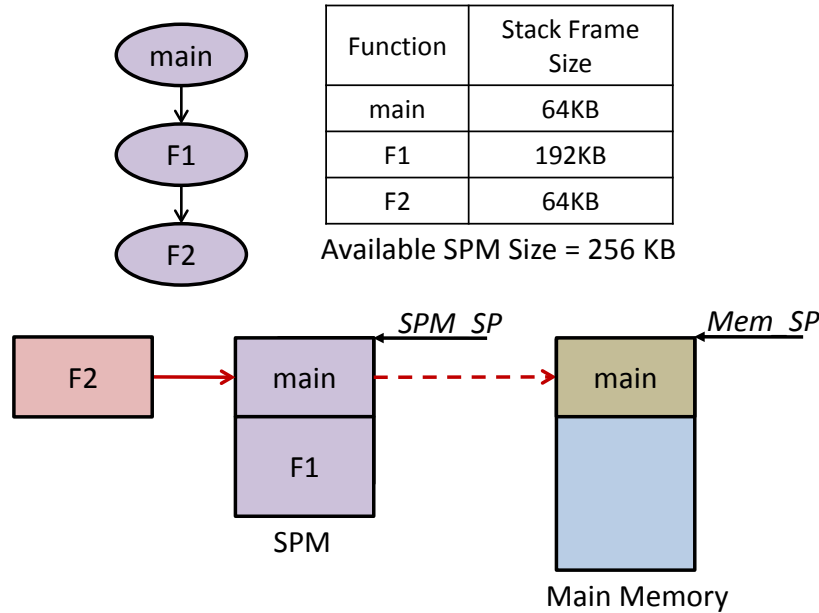 main
F1
F2
Function
Stack Frame
Size
main
64KB
F1
192KB
F2
64KB
Available SPM Size = 256 KB
SPM_SP
Mem_SP
F2
main
main
F1
SPM
Main Memory